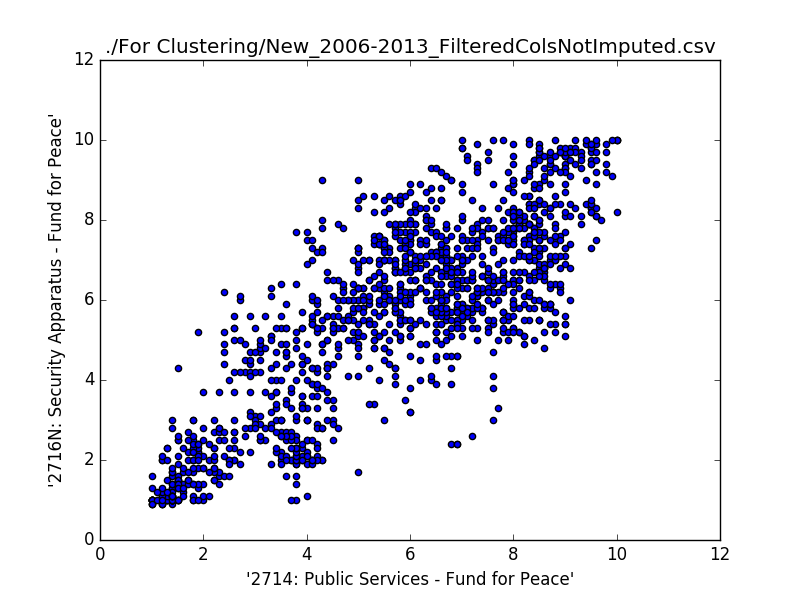 ./For Clustering/New_2006-2013_FilteredColsNotImputed.csv
12
10
8
6
4
2
0
'2716N: Security Apparatus - Fund for Peace'
0 2 4 6 8 10 12
'2714: Public Services - Fund for Peace'